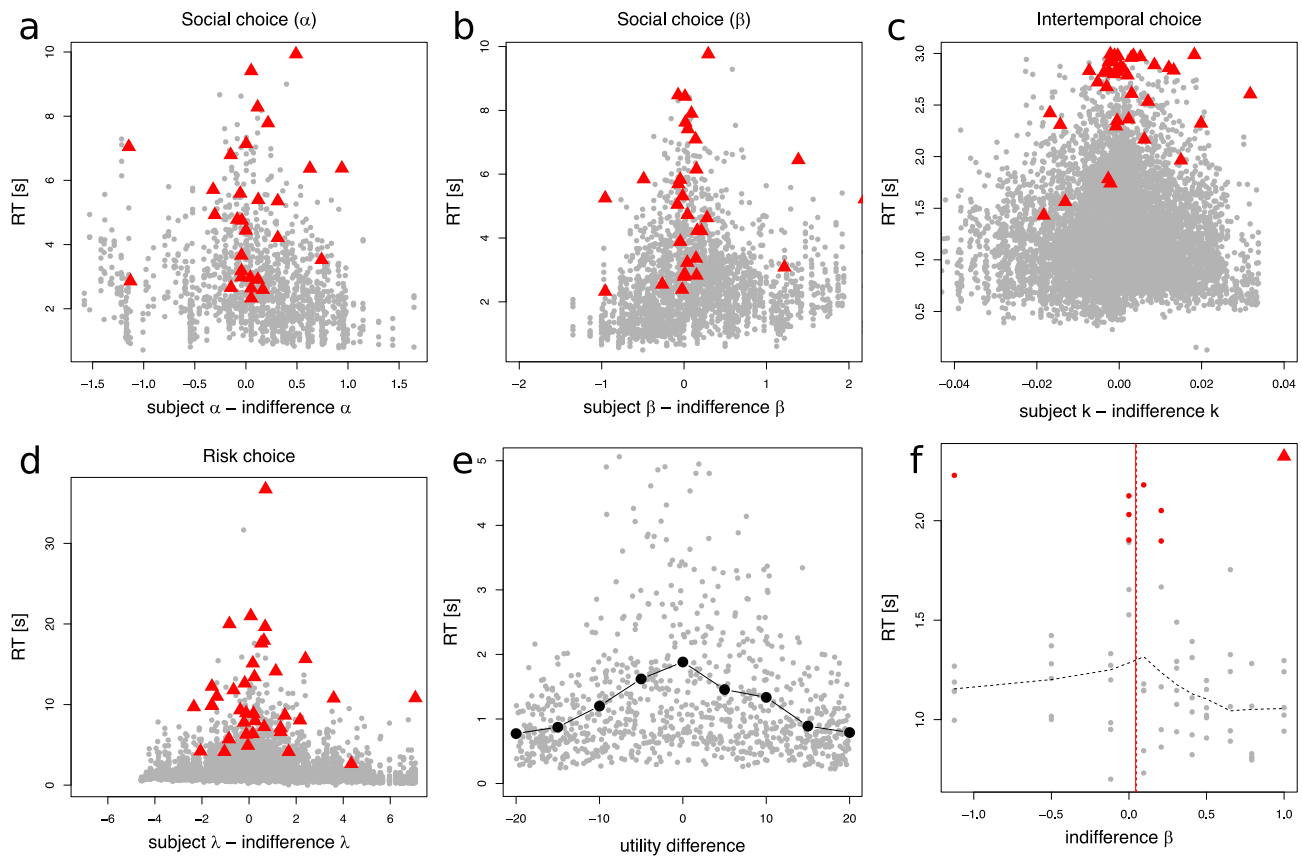 a Social choice (α)
10
8
6
4
2
RT [s]
−1.5 −1.0 −0.5 0.0 0.5 1.0 1.5
subject α − indifference α
b Social choice (β)
10
8
6
4
2
RT [s]
−2 −1 0 1 2
subject β − indifference β
c Intertemporal choice
3.0
2.5
2.0
1.5
1.0
0.5
RT [s]
−0.04 −0.02 0.00 0.02 0.04
subject k − indifference k
d Risk choice
30
20
10
0
RT [s]
−6 −4 −2 0 2 4 6
subject λ − indifference λ
e
5
4
3
2
1
0
RT [s]
−20 −10 0 10 20
utility difference
f
2.0
1.5
1.0
RT [s]
−1.0 −0.5 0.0 0.5 1.0
indifference β